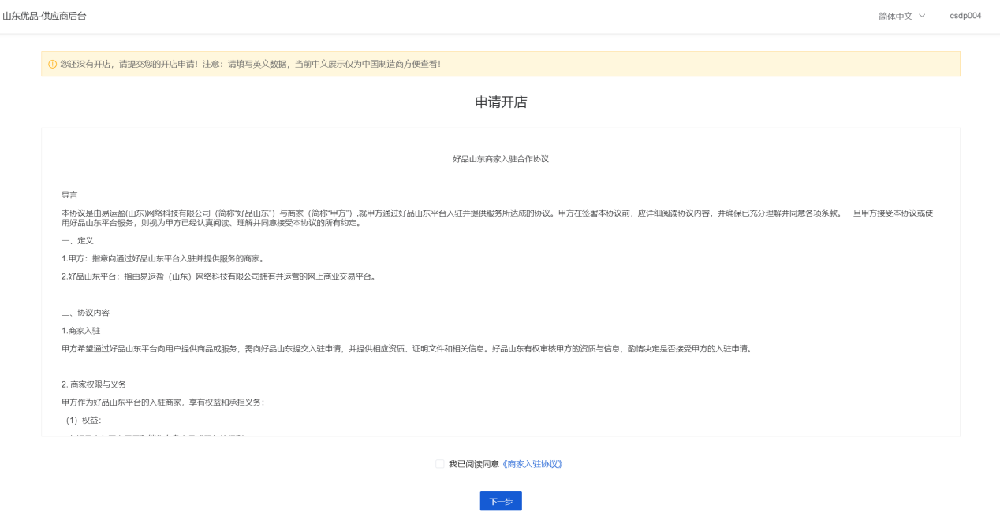 山东优品-供应商后台
简体中文
csdp004
您还没有开店，请提交您的开店申请！注意：请填写英文数据，当前中文展示仅为中国制造商方便查看！
申请开店
好品山东商家入驻合作协议
导言
本协议是由易运盈(山东)网络科技有限公司（简称“好品山东”）与商家（简称“甲方”）,就甲方通过好品山东平台入驻并提供服务所达成的协议。甲方在签署本协议前，应详细阅读协议内容，并确保已充分理解并同意各项条款。一旦甲方接受本协议或使
用好品山东平台服务，则视为甲方已经认真阅读、理解并同意接受本协议的所有约定。
一、定义
1.甲方：指意向通过好品山东平台入驻并提供服务的商家。
2.好品山东平台：指由易运盈（山东）网络科技有限公司拥有并运营的网上商业交易平台。
二、协议内容
1.商家入驻
甲方希望通过好品山东平台向用户提供商品或服务，需向好品山东提交入驻申请，并提供相应资质、证明文件和相关信息。好品山东有权审核甲方的资质与信息，酌情决定是否接受甲方的入驻申请。
2. 商家权限与义务
甲方作为好品山东平台的入驻商家，享有权益和承担义务：
（1）权益：
我已阅读同意《商家入驻协议》
下一步